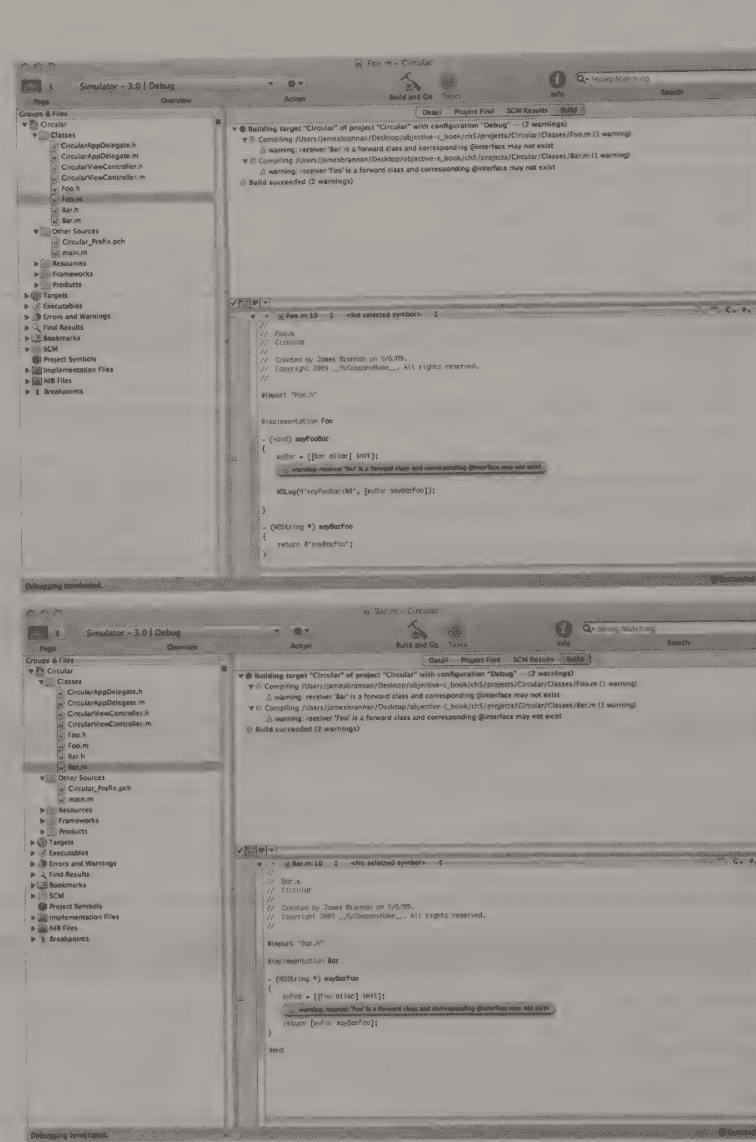 Foo.m - Circular
Simulator - 3.0 | Debug
Page
Overview
Action
Build and Go
Tasks
Info
String Matching
Search
Groups & Files
Detail
Project Find
SCM Results
Build
Circular
Classes
CircularAppDelegate.h
CircularAppDelegate.m
CircularViewController.h
CircularViewController.m
Foo.h
Foo.m
Bar.h
Bar.m
Other Sources
Circular_Prefix.pch
main.m
Resources
Frameworks
Products
Targets
Executables
Errors and Warnings
Find Results
Bookmarks
SCM
Project Symbols
Implementation Files
NIB Files
Breakpoints
Building target "Circular" of project "Circular" with configuration "Debug" — (2 warnings)
Compiling /Users/jamesbrannan/Desktop/objective-c_book/ch5/projects/Circular/Classes/Foo.m (1 warning)
warning: receiver 'Bar' is a forward class and corresponding @interface may not exist
Compiling /Users/jamesbrannan/Desktop/objective-c_book/ch5/projects/Circular/Classes/Bar.m (1 warning)
warning: receiver 'Foo' is a forward class and corresponding @interface may not exist
Build succeeded (2 warnings)
Foo.m:10
<No selected symbol>
//
// Foo.m
// Circular
//
// Created by James Brannan on 9/6/09.
// Copyright 2009 __MyCompanyName__. All rights reserved.
//
#import "Foo.h"
@implementation Foo
- (void) sayFooBar
{
myBar = [[Bar alloc] init];
warning: receiver 'Bar' is a forward class and corresponding @interface may not exist
NSLog(@"sayFooBar:%@", [myBar sayBarFoo]);
}
- (NSString *) sayBarFoo
{
return @"sayBarFoo";
}
Debugging terminated.
Bar.m - Circular
Simulator - 3.0 | Debug
Page
Overview
Action
Build and Go
Tasks
Info
String Matching
Search
Groups & Files
Detail
Project Find
SCM Results
Build
Circular
Classes
CircularAppDelegate.h
CircularAppDelegate.m
CircularViewController.h
CircularViewController.m
Foo.h
Foo.m
Bar.h
Bar.m
Other Sources
Circular_Prefix.pch
main.m
Resources
Frameworks
Products
Targets
Executables
Errors and Warnings
Find Results
Bookmarks
SCM
Project Symbols
Implementation Files
NIB Files
Breakpoints
Building target "Circular" of project "Circular" with configuration "Debug" — (2 warnings)
Compiling /Users/jamesbrannan/Desktop/objective-c_book/ch5/projects/Circular/Classes/Foo.m (1 warning)
warning: receiver 'Bar' is a forward class and corresponding @interface may not exist
Compiling /Users/jamesbrannan/Desktop/objective-c_book/ch5/projects/Circular/Classes/Bar.m (1 warning)
warning: receiver 'Foo' is a forward class and corresponding @interface may not exist
Build succeeded (2 warnings)
Bar.m:10
<No selected symbol>
//
// Bar.m
// Circular
//
// Created by James Brannan on 9/6/09.
// Copyright 2009 __MyCompanyName__. All rights reserved.
//
#import "Bar.h"
@implementation Bar
- (NSString *) sayBarFoo
{
myFoo = [[Foo alloc] init];
warning: receiver 'Foo' is a forward class and corresponding @interface may not exist
return [myFoo sayBarFoo];
}
@end
Debugging terminated.